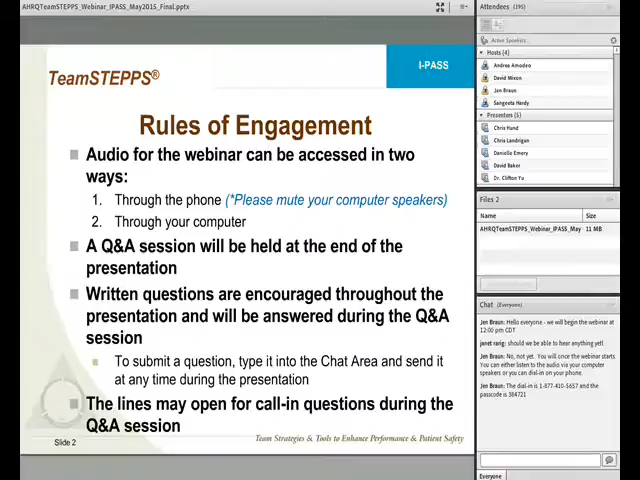 AHRQTeamSTEPPS_Webinar_IPASS_May2015_Final.pptx
I-PASS
TeamSTEPPS®
Rules of Engagement
Audio for the webinar can be accessed in two
ways:
1. Through the phone (*Please mute your computer speakers)
2. Through your computer
A Q&A session will be held at the end of the
presentation
Written questions are encouraged throughout the
presentation and will be answered during the Q&A
session
To submit a question, type it into the Chat Area and send it
at any time during the presentation
The lines may open for call-in questions during the
Q&A session
Slide 2
Team Strategies & Tools to Enhance Performance & Patient Safety
Attendees (195)
Active Speakers
Hosts (4)
Andrea Amodeo
David Mixon
Jen Braun
Sangeeta Hardy
Presenters (5)
Chris Hund
Chris Landrigan
Danielle Emery
David Baker
Dr. Clifton Yu
Files 2
Name Size
AHRQTeamSTEPPS_Webinar_IPASS_May 11 MB
Chat (Everyone)
Jen Braun: Hello everyone - we will begin the webinar at
12:00 pm CDT
janet rarig: should we be able to hear anything yet?
Jen Braun: No, not yet. You will once the webinar starts.
You can either listen to the audio via your computer
speakers or you can dial-in on your phone.
Jen Braun: The dial-in is 1-877-410-5657 and the
passcode is 384721
Everyone